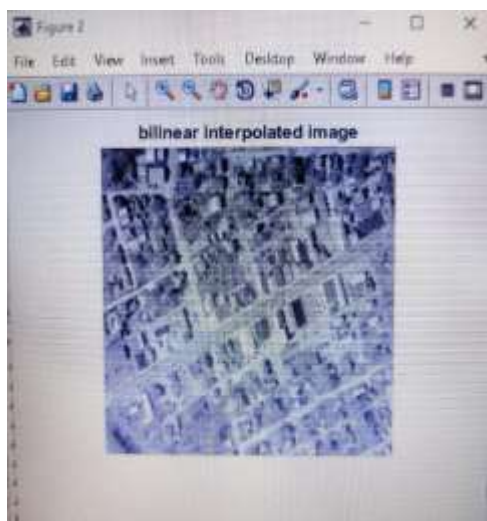 Figure 2
File Edit View Insert Tools Desktop Window Help
bilinear interpolated image